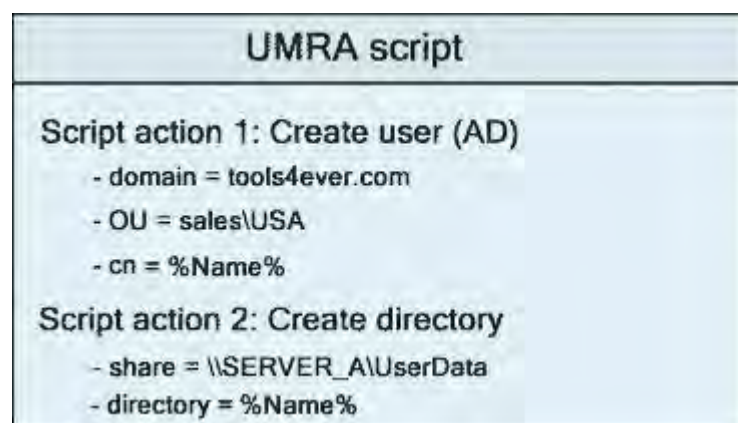 UMRA script
Script action 1: Create user (AD)
- domain = tools4ever.com
- OU = sales\USA
- cn = %Name%
Script action 2: Create directory
- share = \\SERVER_A\UserData
- directory = %Name%